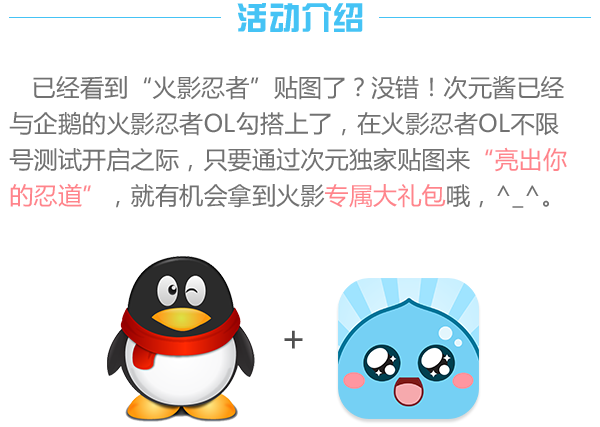 活动介绍
已经看到“火影忍者”贴图了？没错！次元酱已经
与企鹅的火影忍者OL勾搭上了，在火影忍者OL不限
号测试开启之际，只要通过次元独家贴图来“亮出你
的忍道”，就有机会拿到火影专属大礼包哦，^_^。
+